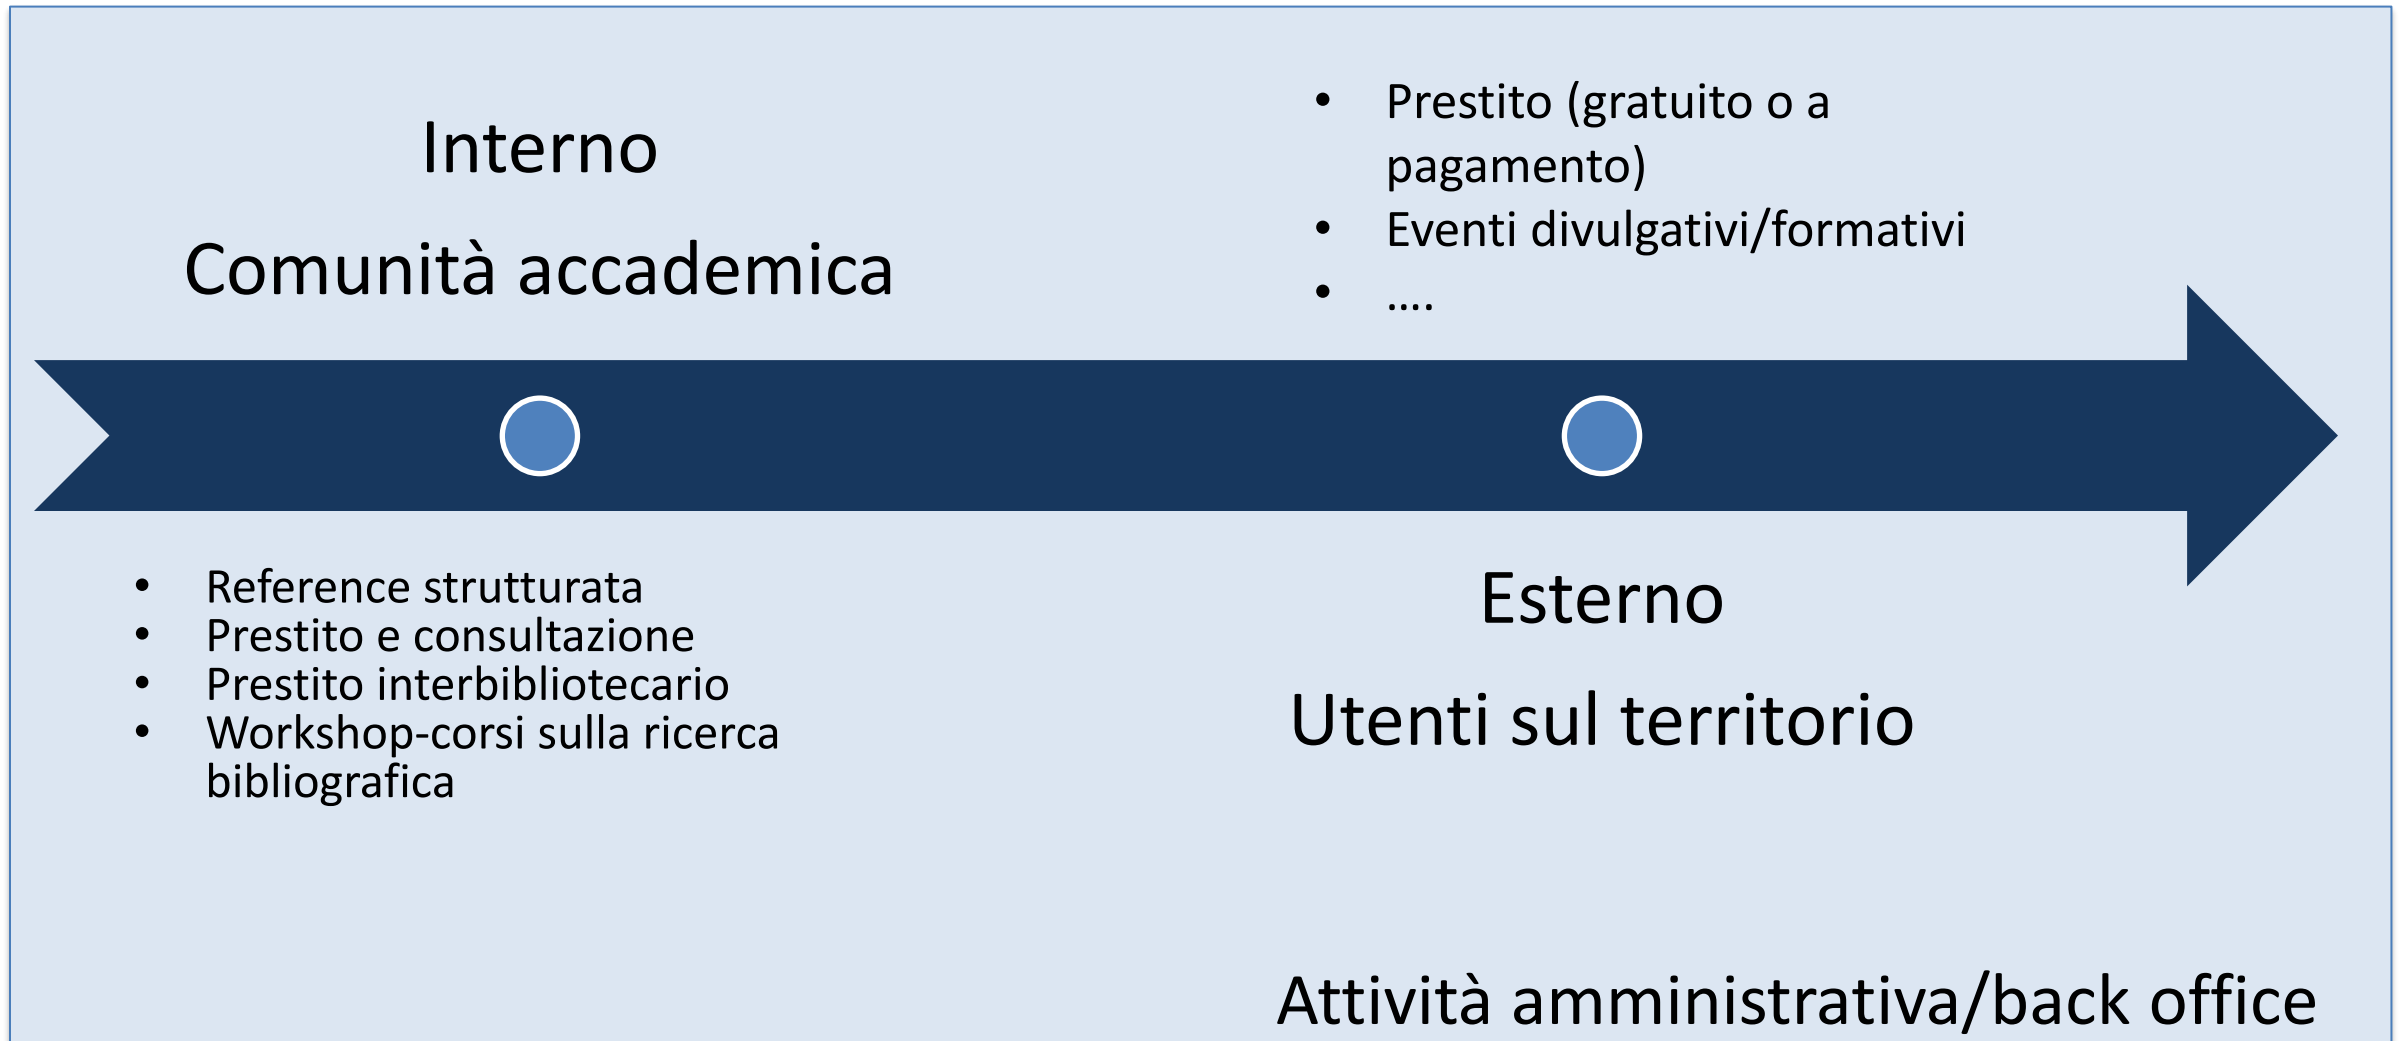 Interno
Comunità accademica
• Prestito (gratuito o a
pagamento)
• Eventi divulgativi/formativi
• ….
• Reference strutturata
• Prestito e consultazione
• Prestito interbibliotecario
• Workshop-corsi sulla ricerca
bibliografica
Esterno
Utenti sul territorio
Attività amministrativa/back office